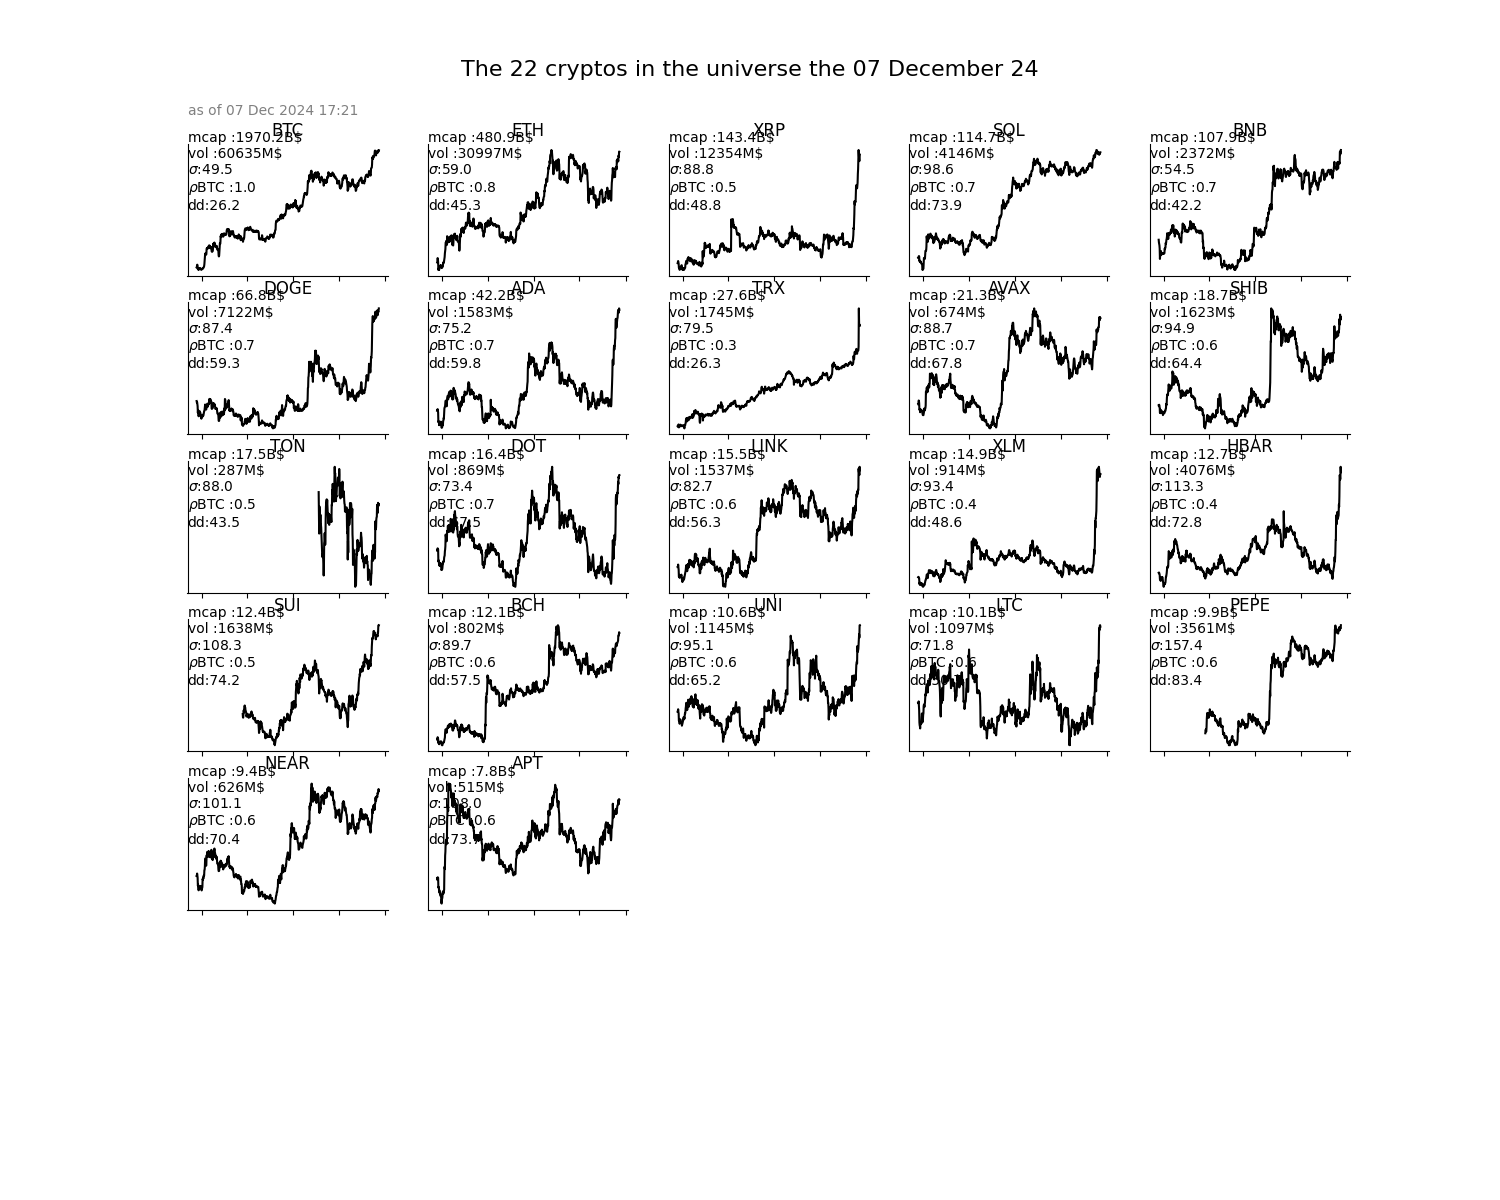 The 22 cryptos in the universe the 07 December 24
as of 07 Dec 2024 17:21
BTC
mcap :1970.2B$
vol :60635M$
σ:49.5
ρBTC :1.0
dd:26.2
ETH
mcap :480.9B$
vol :30997M$
σ:59.0
ρBTC :0.8
dd:45.3
XRP
mcap :143.4B$
vol :12354M$
σ:88.8
ρBTC :0.5
dd:48.8
SOL
mcap :114.7B$
vol :4146M$
σ:98.6
ρBTC :0.7
dd:73.9
BNB
mcap :107.9B$
vol :2372M$
σ:54.5
ρBTC :0.7
dd:42.2
DOGE
mcap :66.8B$
vol :7122M$
σ:87.4
ρBTC :0.7
dd:59.3
ADA
mcap :42.2B$
vol :1583M$
σ:75.2
ρBTC :0.7
dd:59.8
TRX
mcap :27.6B$
vol :1745M$
σ:79.5
ρBTC :0.3
dd:26.3
AVAX
mcap :21.3B$
vol :674M$
σ:88.7
ρBTC :0.7
dd:67.8
SHIB
mcap :18.7B$
vol :1623M$
σ:94.9
ρBTC :0.6
dd:64.4
TON
mcap :17.5B$
vol :287M$
σ:88.0
ρBTC :0.5
dd:43.5
DOT
mcap :16.4B$
vol :869M$
σ:73.4
ρBTC :0.7
LINK
mcap :15.5B$
vol :1537M$
σ:82.7
ρBTC :0.6
dd:56.3
XLM
mcap :14.9B$
vol :914M$
σ:93.4
ρBTC :0.4
dd:48.6
HBAR
mcap :12.7B$
vol :4076M$
σ:113.3
ρBTC :0.4
dd:72.8
SUI
mcap :12.4B$
vol :1638M$
σ:108.3
ρBTC :0.5
dd:74.2
BCH
mcap :12.1B$
vol :802M$
σ:89.7
ρBTC :0.6
dd:57.5
UNI
mcap :10.6B$
vol :1145M$
σ:95.1
ρBTC :0.6
dd:65.2
LTC
mcap :10.1B$
vol :1097M$
σ:71.8
ρBTC :0.6
PEPE
mcap :9.9B$
vol :3561M$
σ:157.4
ρBTC :0.6
dd:83.4
NEAR
mcap :9.4B$
vol :626M$
σ:101.1
ρBTC :0.6
dd:70.4
APT
mcap :7.8B$
vol :515M$
σ:108.0
ρBTC :0.6